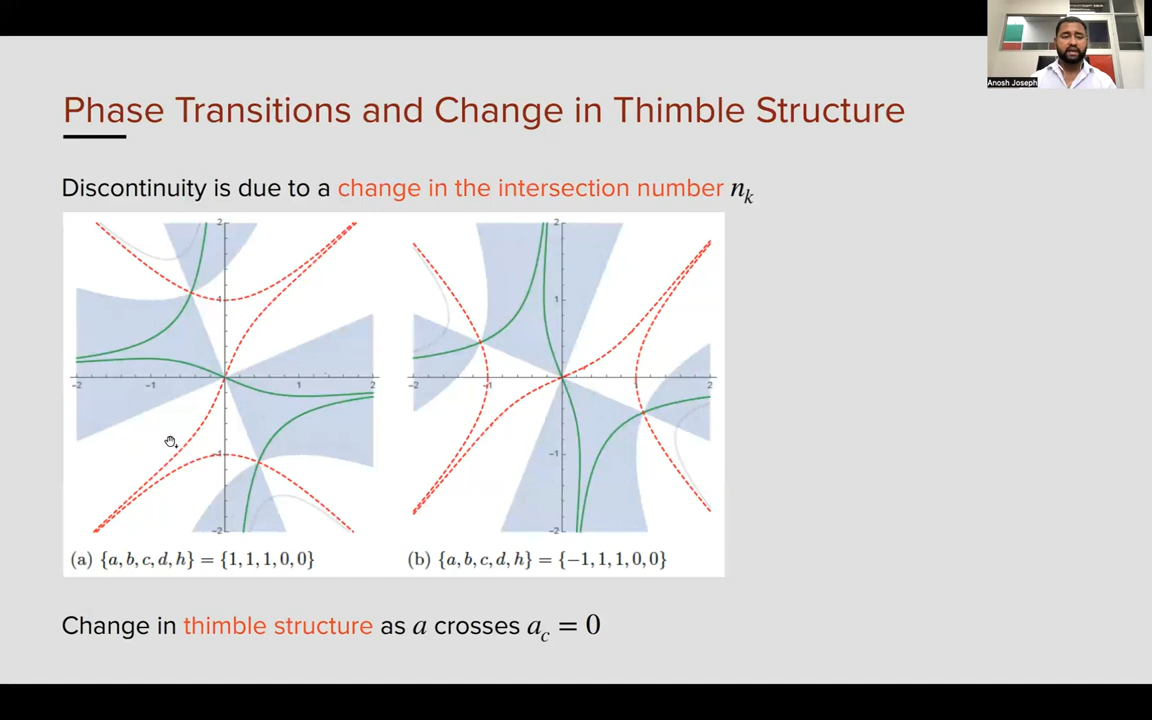 Anosh Joseph
Phase Transitions and Change in Thimble Structure
Discontinuity is due to a change in the intersection number nₖ
2 2
1
-2 -1 1 2 -2 -1 1 2
-1 -1
-2 -2
(a) {a, b, c, d, h} = {1, 1, 1, 0, 0} (b) {a, b, c, d, h} = {−1, 1, 1, 0, 0}
Change in thimble structure as a crosses a_c = 0